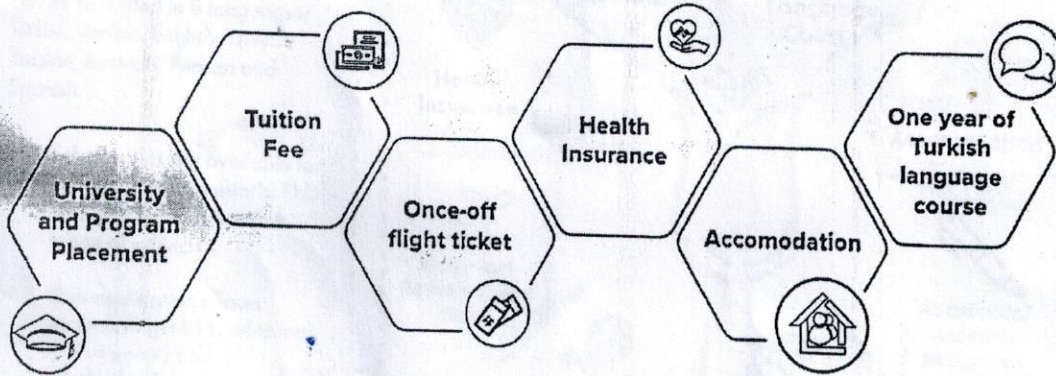 University
and Program
Placement
Tuition
Fee
Once-off
flight ticket
Health
Insurance
Accomodation
One year of
Turkish
language
course